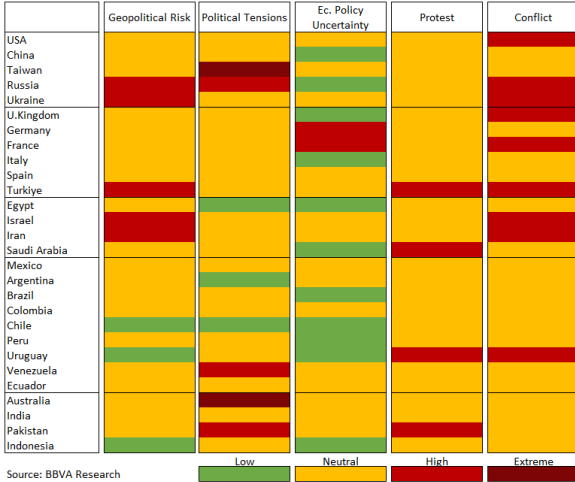 Geopolitical Risk Political Tensions Ec. Policy Uncertainty Protest Conflict
USA
China
Taiwan
Russia
Ukraine
U.Kingdom
Germany
France
Italy
Spain
Turkiye
Egypt
Israel
Iran
Saudi Arabia
Mexico
Argentina
Brazil
Colombia
Chile
Peru
Uruguay
Venezuela
Ecuador
Australia
India
Pakistan
Indonesia
Low Neutral High Extreme
Source: BBVA Research